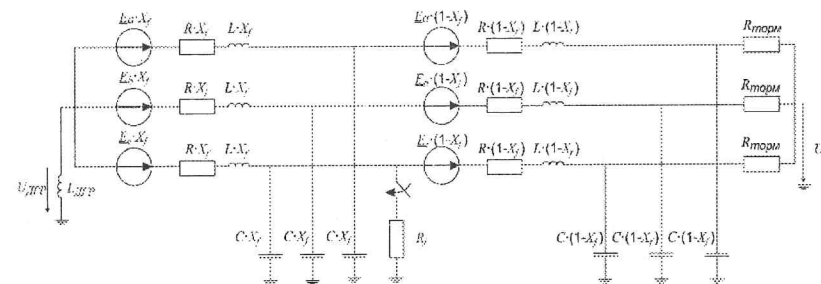 E_a·X_f R·X_f L·X_f E_a·(1-X_f) R·(1-X_f) L·(1-X_f) R_торм
E_b·X_f R·X_f L·X_f E_b·(1-X_f) R·(1-X_f) L·(1-X_f) R_торм
E_c·X_f R·X_f L·X_f E_c·(1-X_f) R·(1-X_f) L·(1-X_f) R_торм
U
U_ДГР L_ДГР
C·X_f C·X_f C·X_f R_f C·(1-X_f) C·(1-X_f) C·(1-X_f)